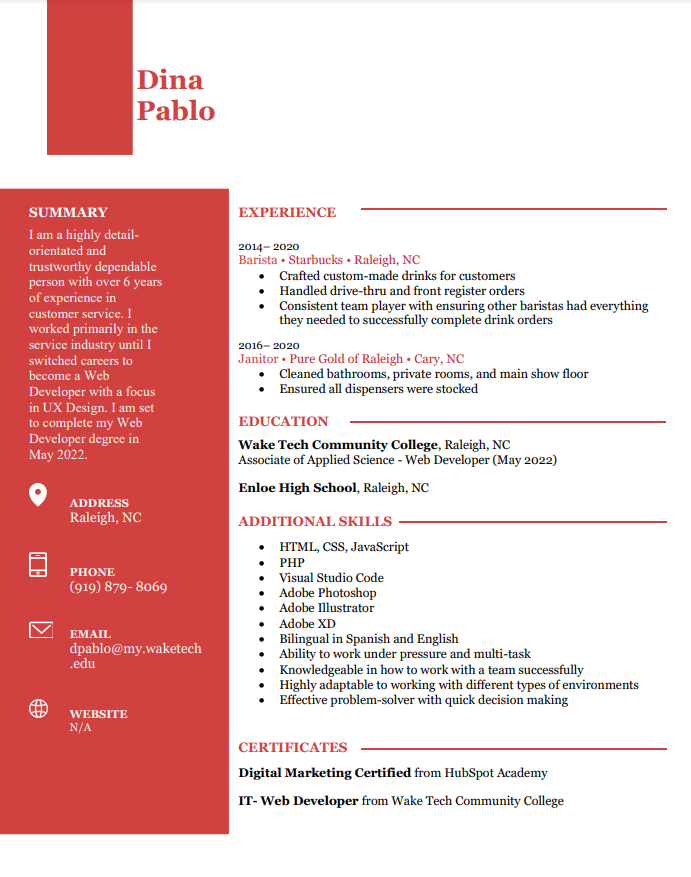 Dina
Pablo
SUMMARY
I am a highly detail-
orientated and
trustworthy dependable
person with over 6 years
of experience in
customer service. I
worked primarily in the
service industry until I
switched careers to
become a Web
Developer with a focus
in UX Design. I am set
to complete my Web
Developer degree in
May 2022.
ADDRESS
Raleigh, NC
PHONE
(919) 879- 8069
EMAIL
dpablo@my.waketech
.edu
WEBSITE
N/A
EXPERIENCE
2014– 2020
Barista • Starbucks • Raleigh, NC
• Crafted custom-made drinks for customers
• Handled drive-thru and front register orders
• Consistent team player with ensuring other baristas had everything
they needed to successfully complete drink orders
2016– 2020
Janitor • Pure Gold of Raleigh • Cary, NC
• Cleaned bathrooms, private rooms, and main show floor
• Ensured all dispensers were stocked
EDUCATION
Wake Tech Community College, Raleigh, NC
Associate of Applied Science - Web Developer (May 2022)
Enloe High School, Raleigh, NC
ADDITIONAL SKILLS
• HTML, CSS, JavaScript
• PHP
• Visual Studio Code
• Adobe Photoshop
• Adobe Illustrator
• Adobe XD
• Bilingual in Spanish and English
• Ability to work under pressure and multi-task
• Knowledgeable in how to work with a team successfully
• Highly adaptable to working with different types of environments
• Effective problem-solver with quick decision making
CERTIFICATES
Digital Marketing Certified from HubSpot Academy
IT- Web Developer from Wake Tech Community College